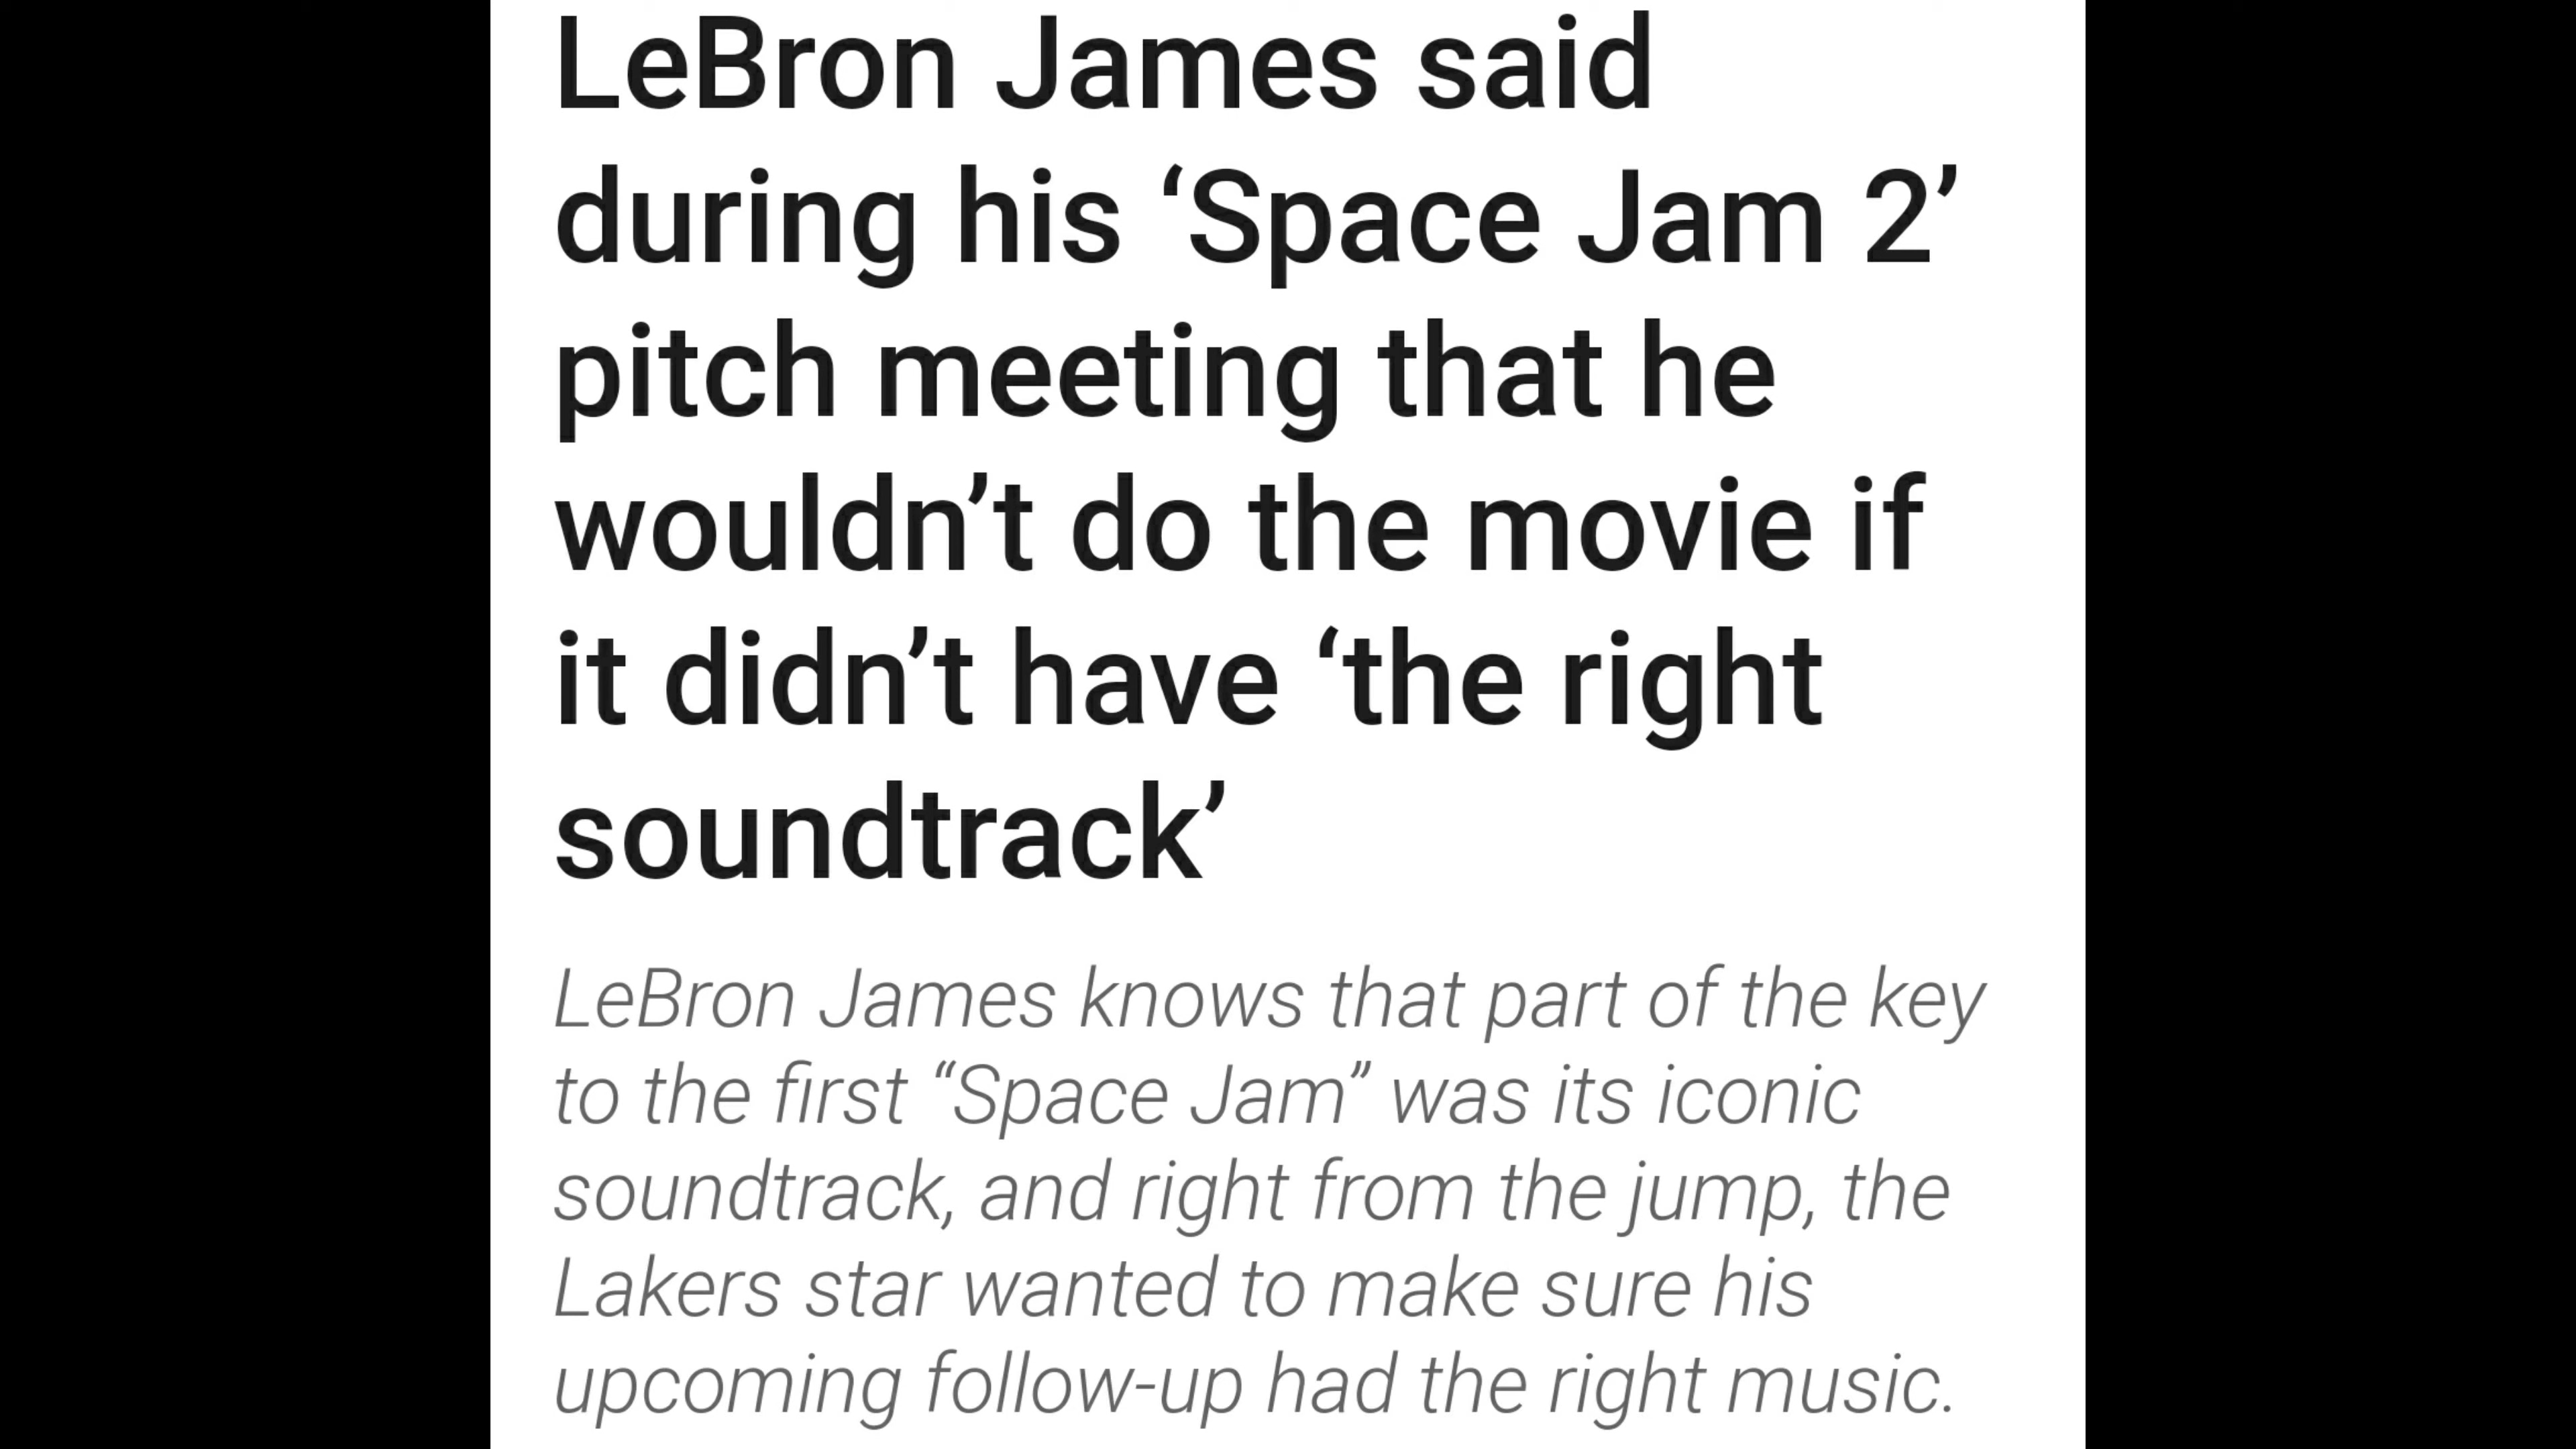 LeBron James said
during his ‘Space Jam 2’
pitch meeting that he
wouldn’t do the movie if
it didn’t have ‘the right
soundtrack’
LeBron James knows that part of the key
to the first “Space Jam” was its iconic
soundtrack, and right from the jump, the
Lakers star wanted to make sure his
upcoming follow-up had the right music.